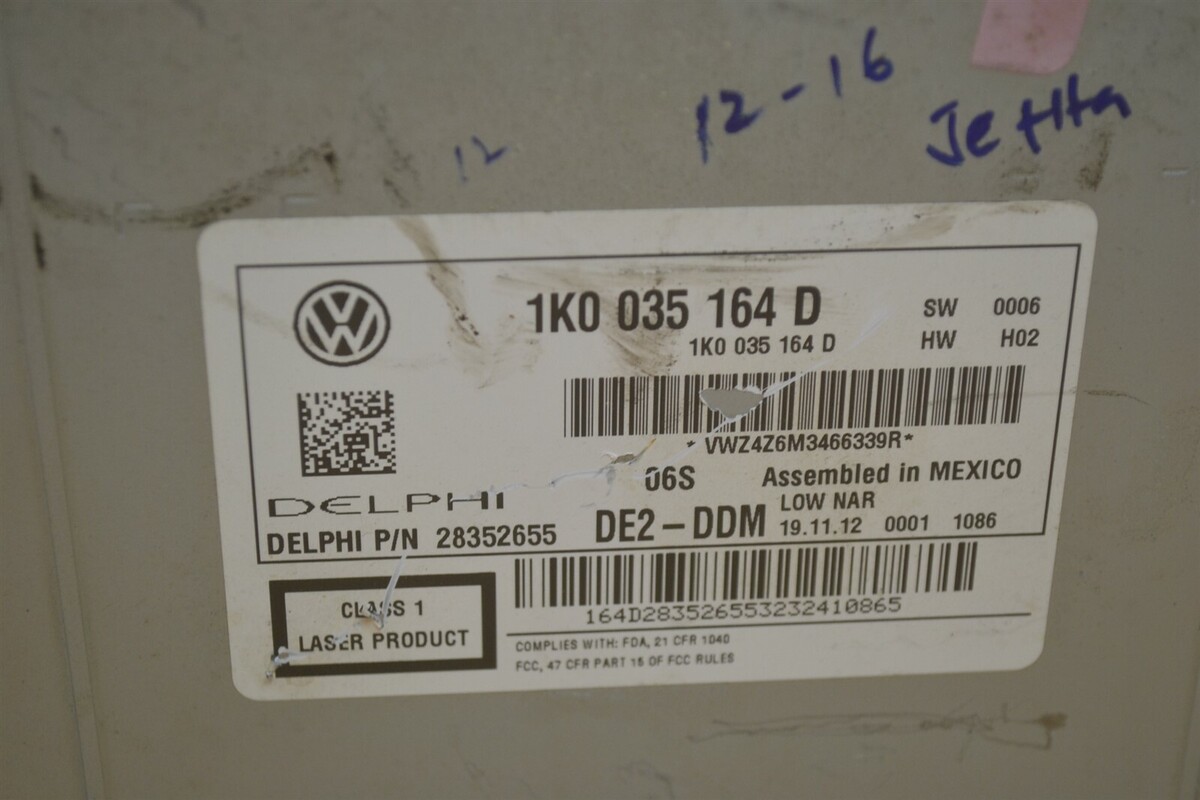 12-16
Jettta
12
1K0 035 164 D
SW 0006
1K0 035 164 D
HW H02
*VWZ4Z6M3466339R*
06S
Assembled in MEXICO
DELPHI
LOW NAR
DELPHI P/N 28352655
DE2-DDM
19.11.12 0001 1086
CLASS 1
LASER PRODUCT
164D283526553232410865
COMPLIES WITH: FDA, 21 CFR 1040
FCC, 47 CFR PART 15 OF FCC RULES